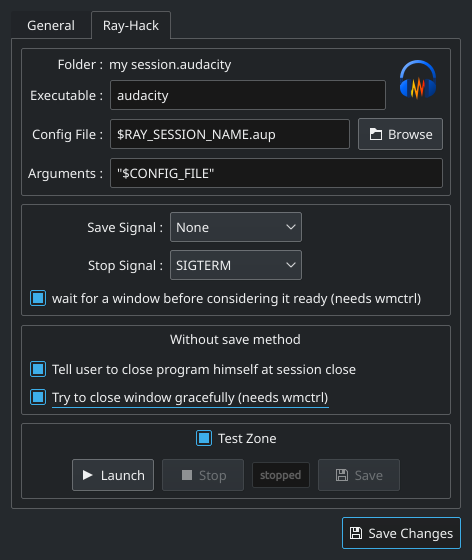 General Ray-Hack
Folder : my session.audacity
Executable : audacity
Config File : $RAY_SESSION_NAME.aup Browse
Arguments : "$CONFIG_FILE"
Save Signal : None
Stop Signal : SIGTERM
wait for a window before considering it ready (needs wmctrl)
Without save method
Tell user to close program himself at session close
Try to close window gracefully (needs wmctrl)
Test Zone
Launch Stop stopped Save
Save Changes